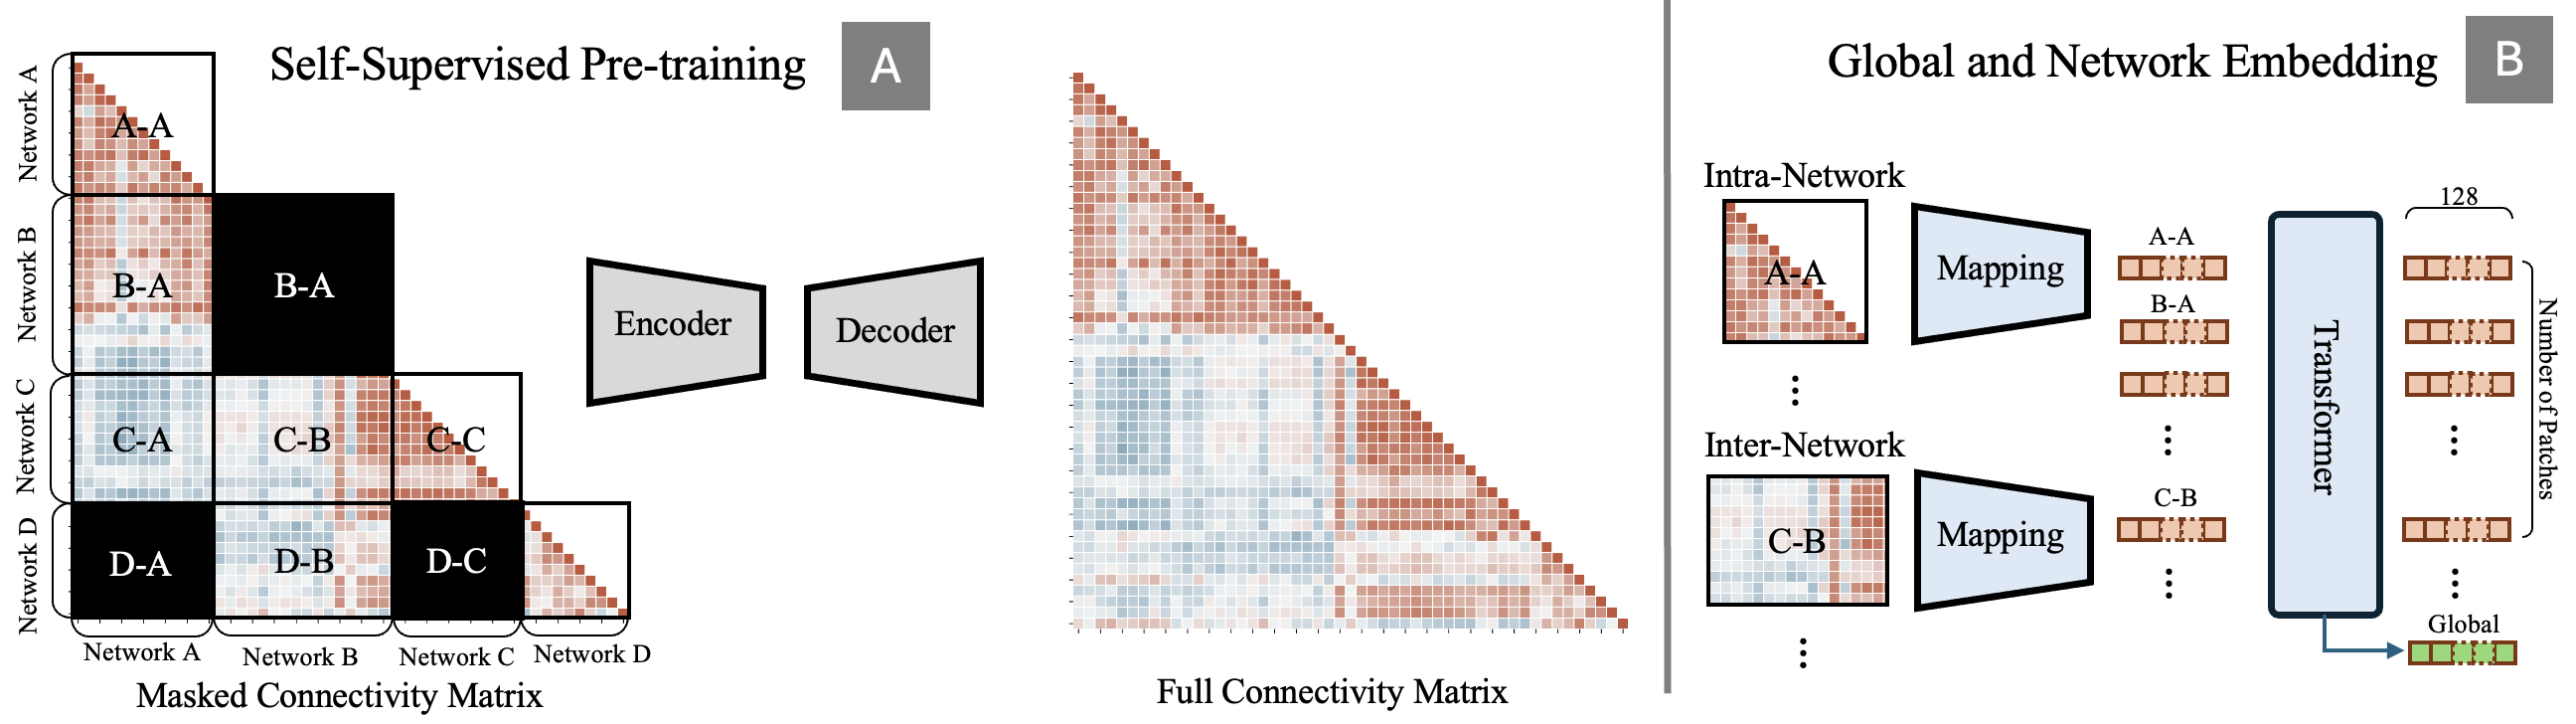 Self-Supervised Pre-training
A
Network A
Network B
Network C
Network D
A-A
B-A
B-A
C-A
C-B
C-C
D-A
D-B
D-C
Network A
Network B
Network C
Network D
Masked Connectivity Matrix
Encoder
Decoder
Full Connectivity Matrix
Global and Network Embedding
B
Intra-Network
A-A
Mapping
Inter-Network
C-B
Mapping
A-A
B-A
C-B
Transformer
128
Number of Patches
Global